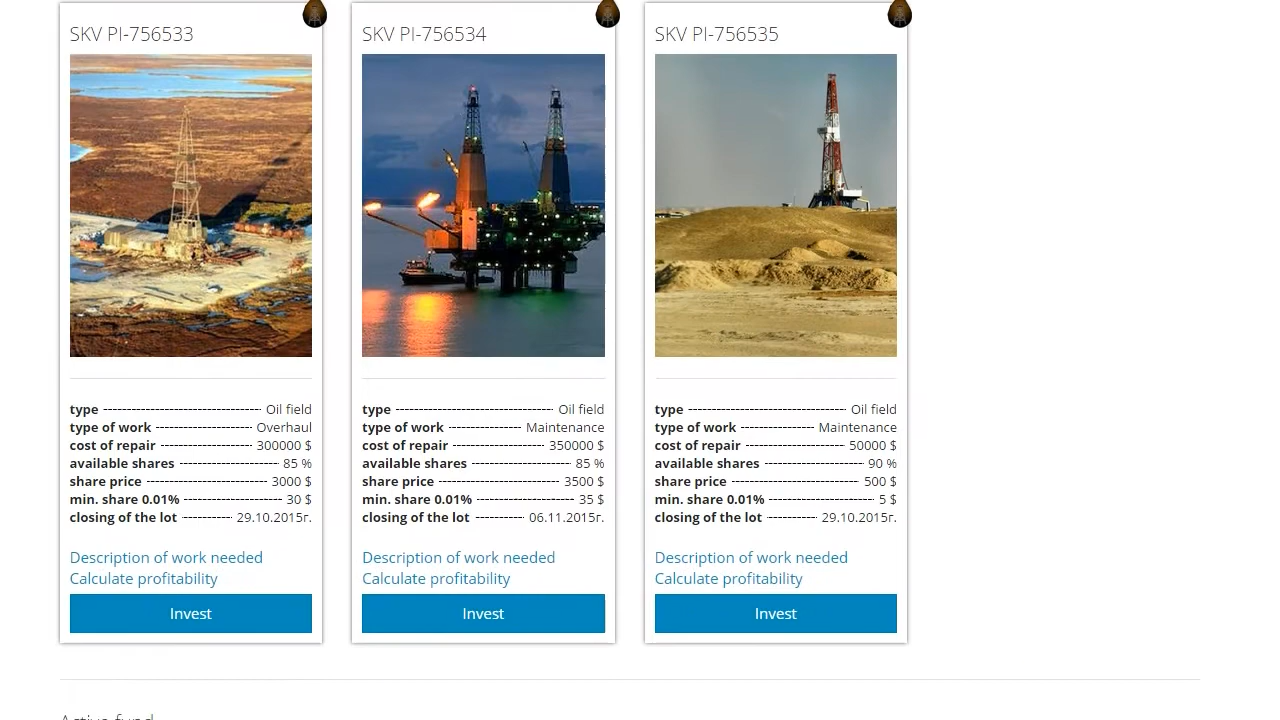 SKV PI-756533
type Oil field
type of work Overhaul
cost of repair 300000 $
available shares 85 %
share price 3000 $
min. share 0.01% 30 $
closing of the lot 29.10.2015г.
Description of work needed
Calculate profitability
Invest
SKV PI-756534
type Oil field
type of work Maintenance
cost of repair 350000 $
available shares 85 %
share price 3500 $
min. share 0.01% 35 $
closing of the lot 06.11.2015г.
Description of work needed
Calculate profitability
Invest
SKV PI-756535
type Oil field
type of work Maintenance
cost of repair 50000 $
available shares 90 %
share price 500 $
min. share 0.01% 5 $
closing of the lot 29.10.2015г.
Description of work needed
Calculate profitability
Invest
Active fund